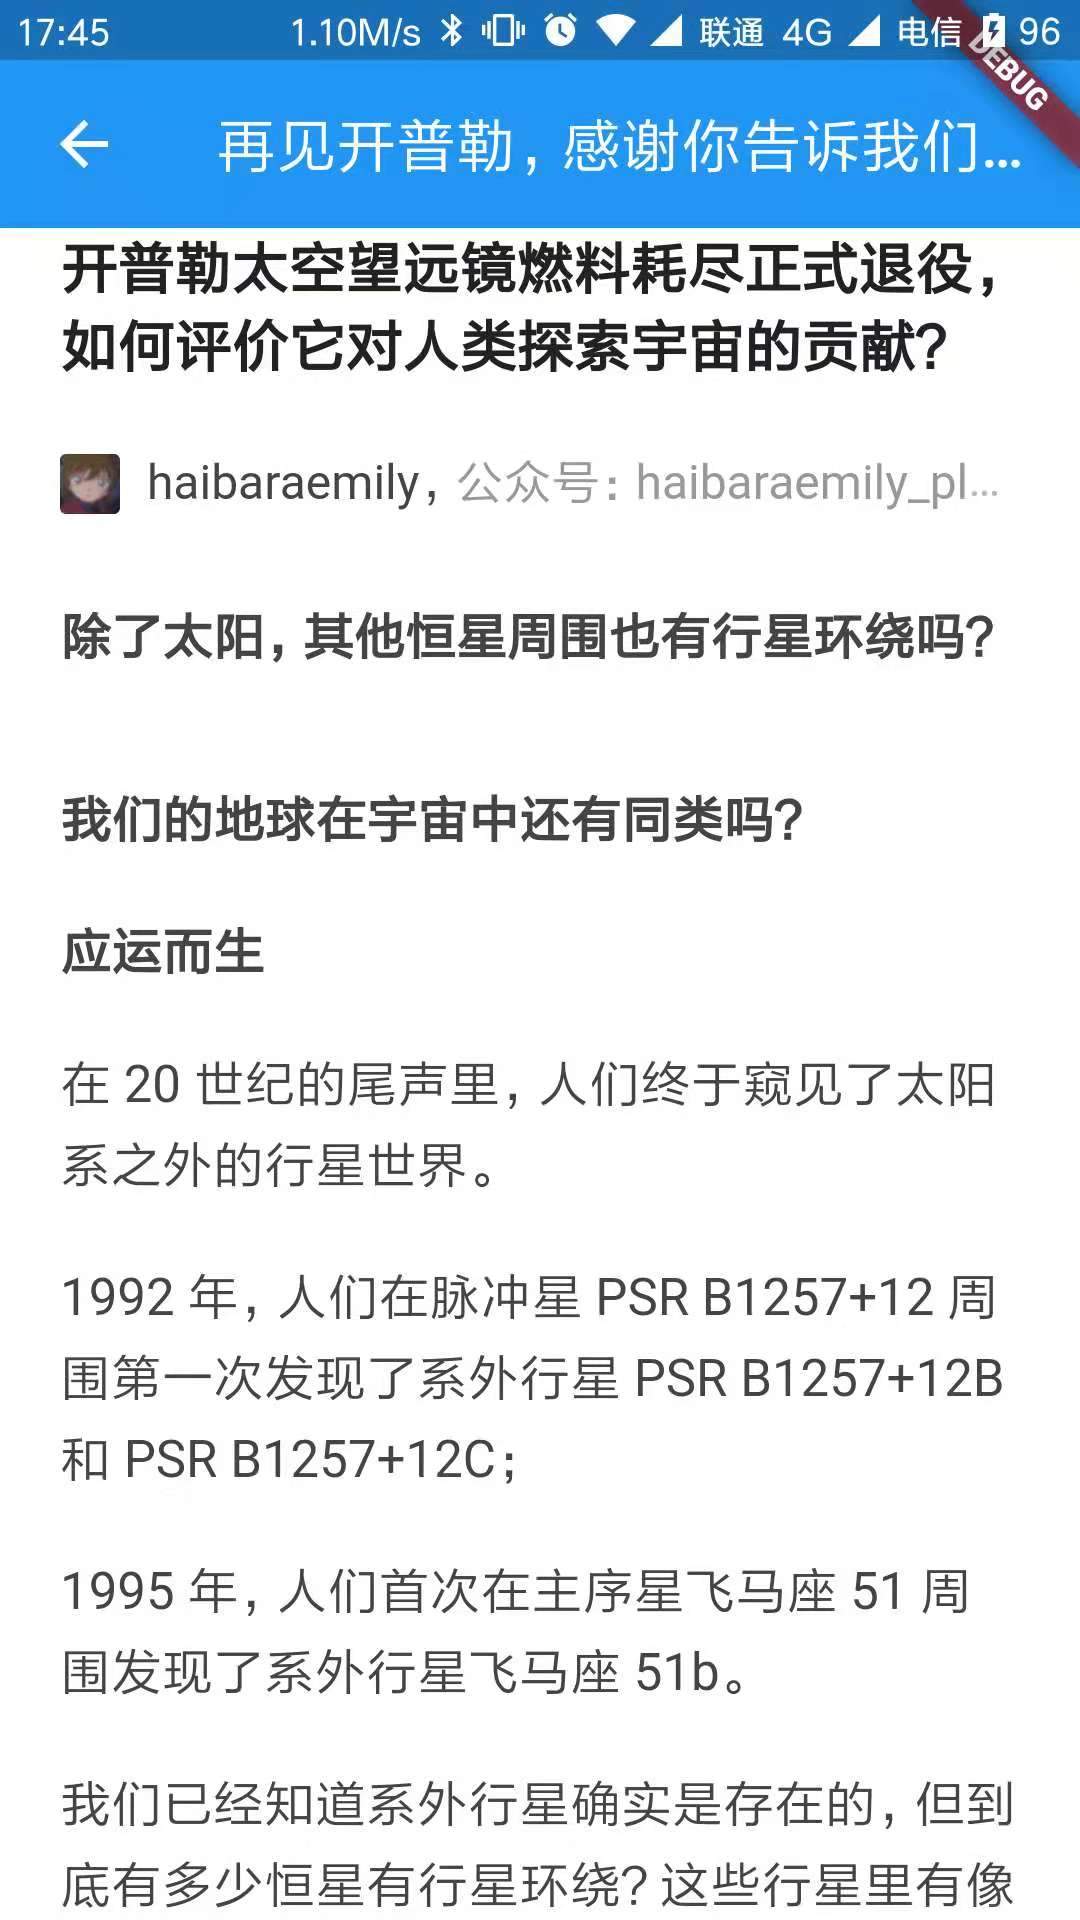 17:45 1.10M/s 联通 4G 电信 96
DEBUG
再见开普勒，感谢你告诉我们...
开普勒太空望远镜燃料耗尽正式退役，
如何评价它对人类探索宇宙的贡献？
haibaraemily，公众号：haibaraemily_pl...
除了太阳，其他恒星周围也有行星环绕吗？
我们的地球在宇宙中还有同类吗？
应运而生
在 20 世纪的尾声里，人们终于窥见了太阳
系之外的行星世界。
1992 年，人们在脉冲星 PSR B1257+12 周
围第一次发现了系外行星 PSR B1257+12B
和 PSR B1257+12C；
1995 年，人们首次在主序星飞马座 51 周
围发现了系外行星飞马座 51b。
我们已经知道系外行星确实是存在的，但到
底有多少恒星有行星环绕？这些行星里有像